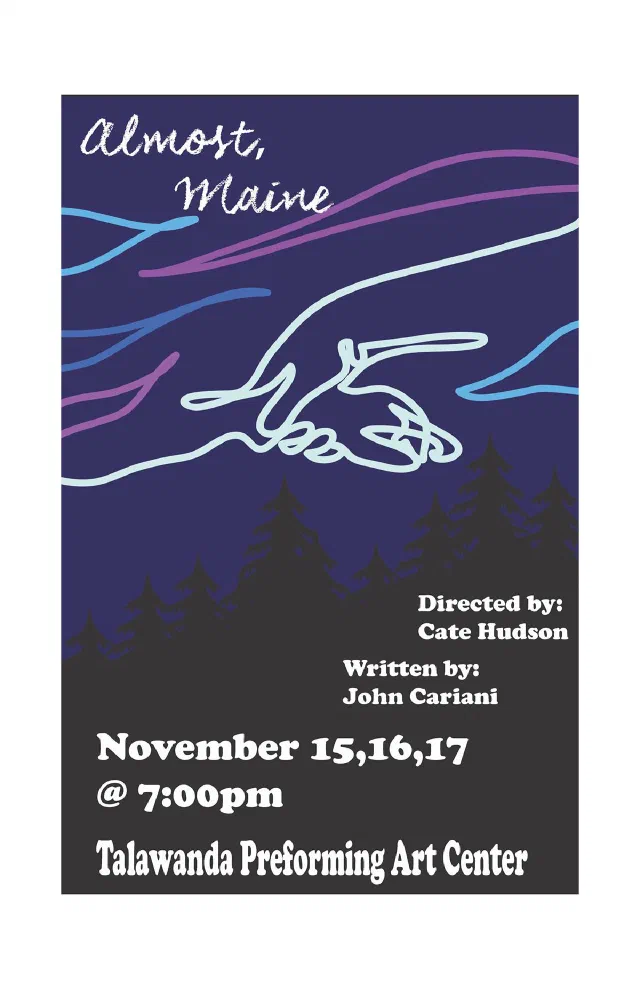 Almost,
Maine
Directed by:
Cate Hudson
Written by:
John Cariani
November 15,16,17
@ 7:00pm
Talawanda Preforming Art Center